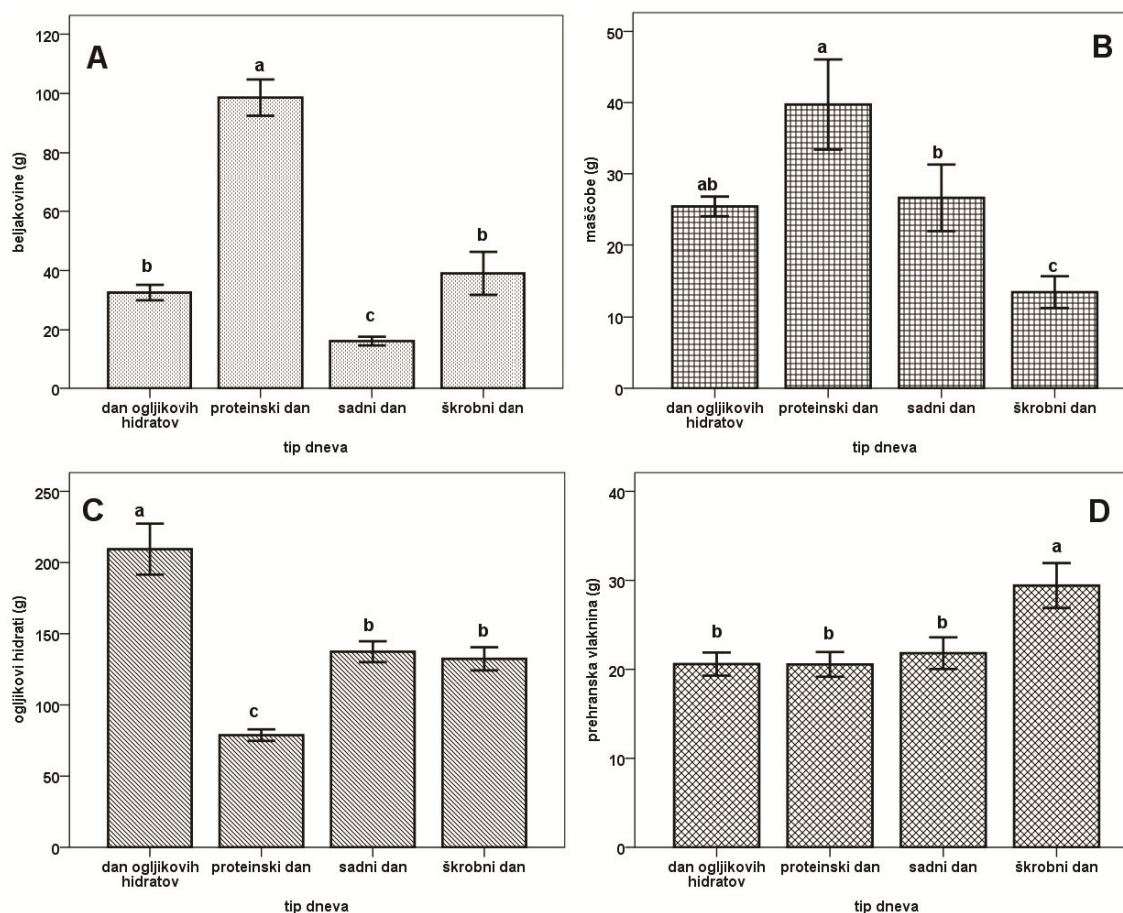 A
beljakovine (g)
120
100
80
60
40
20
0
b
a
c
b
dan ogljikovih
hidratov
proteinski dan
sadni dan
škrobni dan
tip dneva
B
maščobe (g)
50
40
30
20
10
0
ab
a
b
c
dan ogljikovih
hidratov
proteinski dan
sadni dan
škrobni dan
tip dneva
C
ogljikovi hidrati (g)
250
200
150
100
50
0
a
c
b
b
dan ogljikovih
hidratov
proteinski dan
sadni dan
škrobni dan
tip dneva
D
prehranska vlaknina (g)
40
30
20
10
0
b
b
b
a
dan ogljikovih
hidratov
proteinski dan
sadni dan
škrobni dan
tip dneva